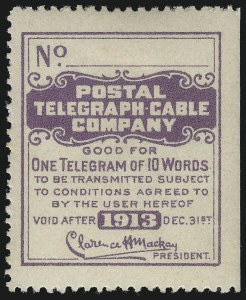 No.
POSTAL
TELEGRAPH-CABLE
COMPANY
GOOD FOR
ONE TELEGRAM OF 10 WORDS
TO BE TRANSMITTED SUBJECT
TO CONDITIONS AGREED TO
BY THE USER HEREOF
VOID AFTER 1913 DEC. 31ST.
Clarence H Mackay
PRESIDENT.